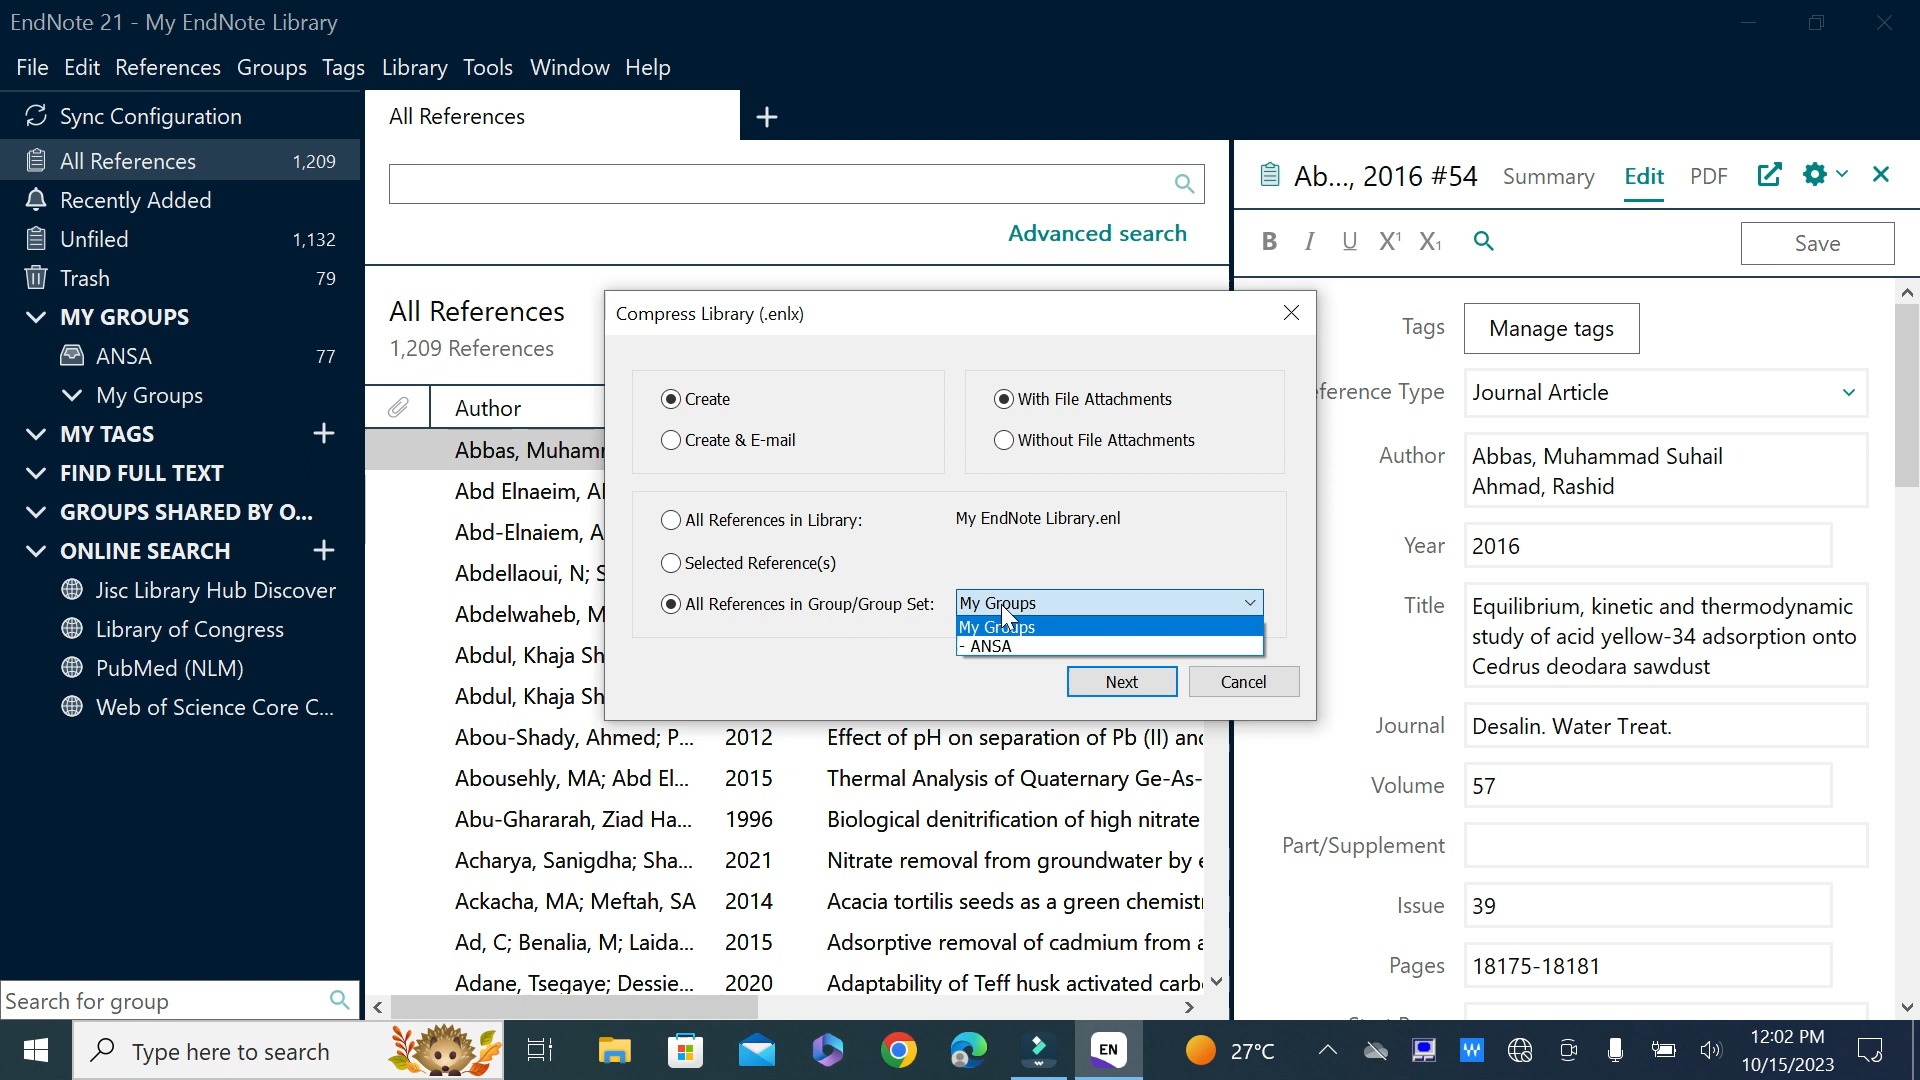 EndNote 21 - My EndNote Library
File Edit References Groups Tags Library Tools Window Help
Sync Configuration
All References 1,209
Recently Added
Unfiled 1,132
Trash 79
MY GROUPS
ANSA 77
My Groups
MY TAGS
FIND FULL TEXT
GROUPS SHARED BY O...
ONLINE SEARCH
Jisc Library Hub Discover
Library of Congress
PubMed (NLM)
Web of Science Core C...
Search for group
All References
Advanced search
All References
1,209 References
Author
Abbas, Muham
Abd Elnaeim, A
Abd-Elnaiem, A
Abdellaoui, N; S
Abdelwaheb, M
Abdul, Khaja Sh
Abdul, Khaja Sh
Abou-Shady, Ahmed; P... 2012 Effect of pH on separation of Pb (II) and
Abousehly, MA; Abd El... 2015 Thermal Analysis of Quaternary Ge-As-
Abu-Ghararah, Ziad Ha... 1996 Biological denitrification of high nitrate
Acharya, Sanigdha; Sha... 2021 Nitrate removal from groundwater by e
Ackacha, MA; Meftah, SA 2014 Acacia tortilis seeds as a green chemist
Ad, C; Benalia, M; Laida... 2015 Adsorptive removal of cadmium from a
Adane, Tsegaye; Dessie... 2020 Adaptability of Teff husk activated carb
Compress Library (.enlx)
Create
Create & E-mail
With File Attachments
Without File Attachments
All References in Library: My EndNote Library.enl
Selected Reference(s)
All References in Group/Group Set: My Groups
My Groups
- ANSA
Next Cancel
Ab..., 2016 #54 Summary Edit PDF
B I U X¹ X₁
Save
Tags Manage tags
ference Type Journal Article
Author Abbas, Muhammad Suhail
Ahmad, Rashid
Year 2016
Title Equilibrium, kinetic and thermodynamic
study of acid yellow-34 adsorption onto
Cedrus deodara sawdust
Journal Desalin. Water Treat.
Volume 57
Part/Supplement
Issue 39
Pages 18175-18181
Type here to search
EN
27°C
12:02 PM
10/15/2023